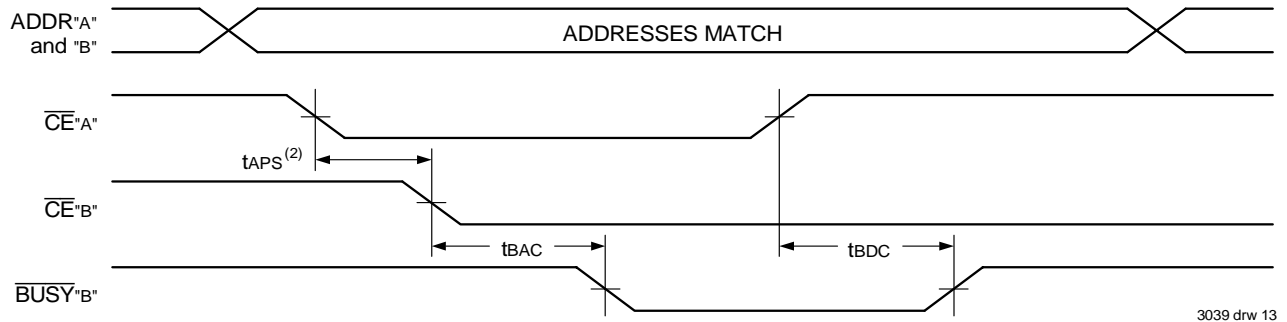 ADDR"A"
and "B"
ADDRESSES MATCH
CE"A"
tAPS(2)
CE"B"
tBAC
tBDC
BUSY"B"
3039 drw 13